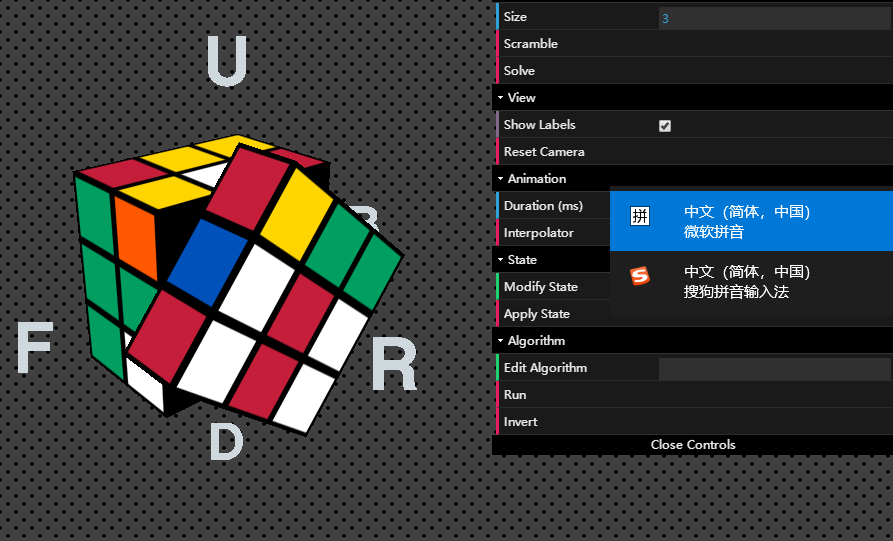 U
B
F
R
D
Size
3
Scramble
Solve
View
Show Labels
Reset Camera
Animation
Duration (ms)
Interpolator
State
Modify State
Apply State
Algorithm
Edit Algorithm
Run
Invert
Close Controls
拼
中文（简体，中国）
微软拼音
S
中文（简体，中国）
搜狗拼音输入法